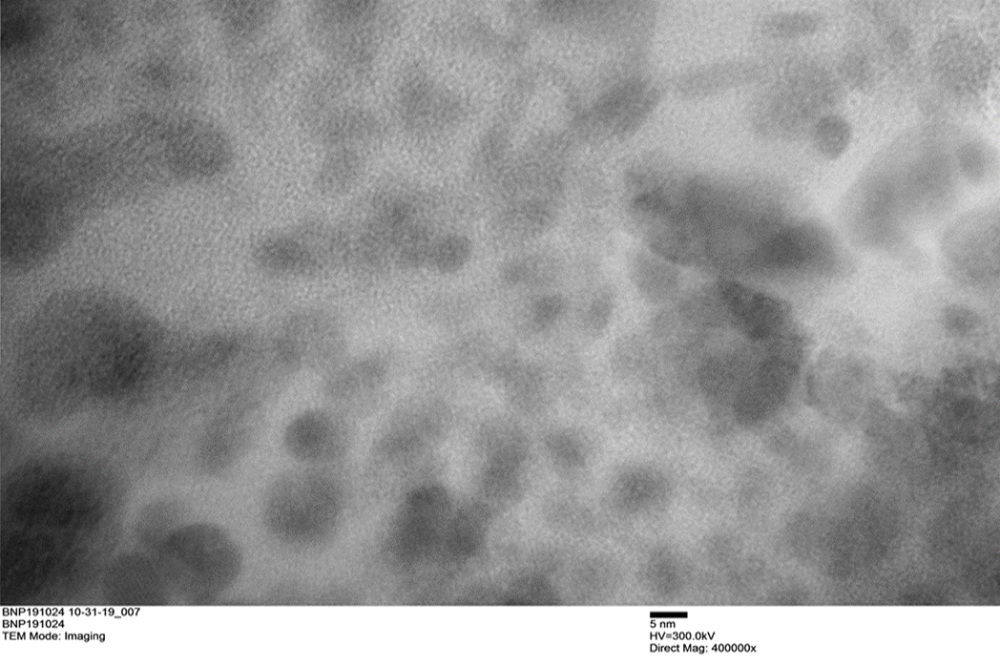 BNP191024 10-31-19_007
BNP191024
TEM Mode: Imaging
5 nm
HV=300.0kV
Direct Mag: 400000x